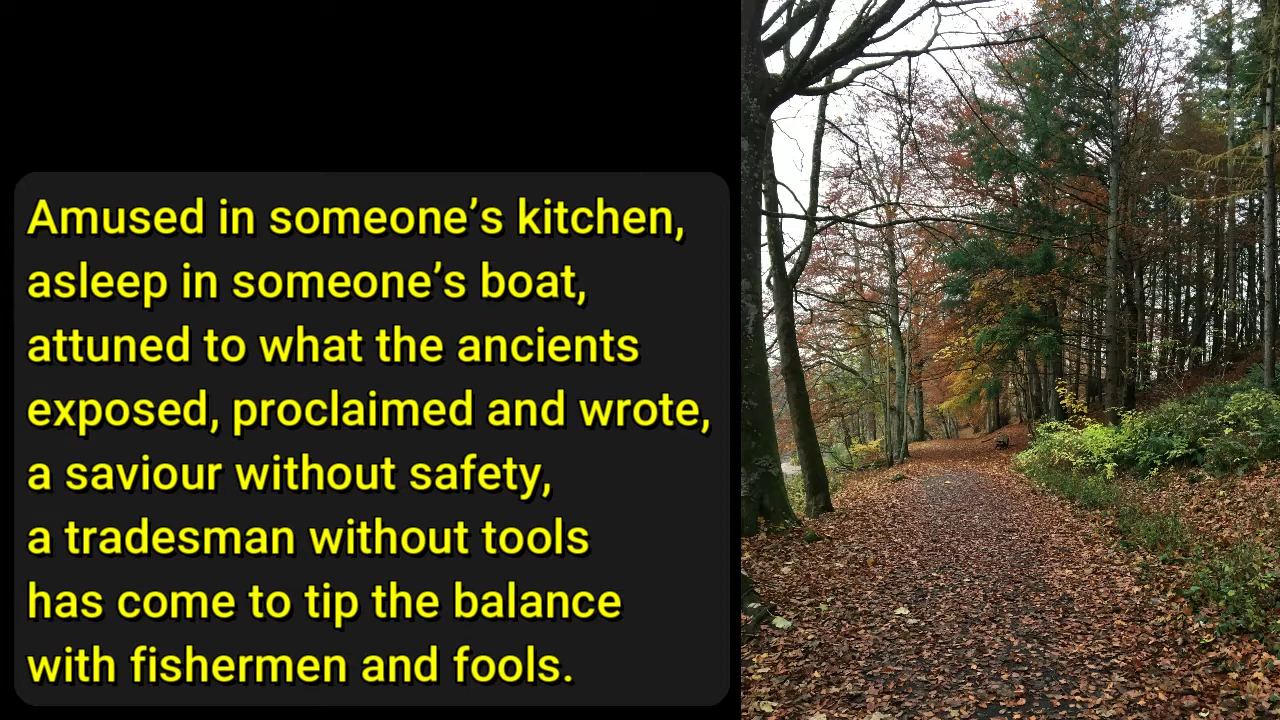 Amused in someone’s kitchen,
asleep in someone’s boat,
attuned to what the ancients
exposed, proclaimed and wrote,
a saviour without safety,
a tradesman without tools
has come to tip the balance
with fishermen and fools.